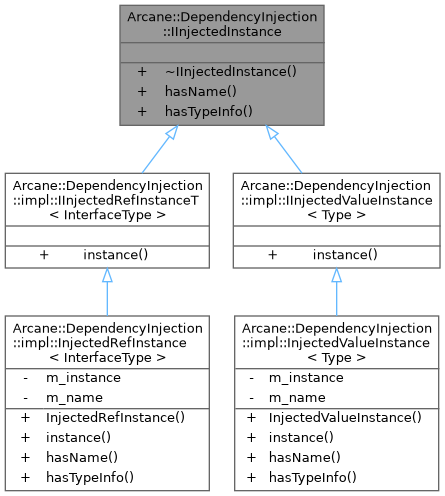 Arcane::DependencyInjection
::IInjectedInstance
+ ~IInjectedInstance()
+ hasName()
+ hasTypeInfo()
Arcane::DependencyInjection
::impl::IInjectedRefInstanceT
< InterfaceType >
+ instance()
Arcane::DependencyInjection
::impl::IInjectedValueInstance
< Type >
+ instance()
Arcane::DependencyInjection
::impl::InjectedRefInstance
< InterfaceType >
- m_instance
- m_name
+ InjectedRefInstance()
+ instance()
+ hasName()
+ hasTypeInfo()
Arcane::DependencyInjection
::impl::InjectedValueInstance
< Type >
- m_instance
- m_name
+ InjectedValueInstance()
+ instance()
+ hasName()
+ hasTypeInfo()